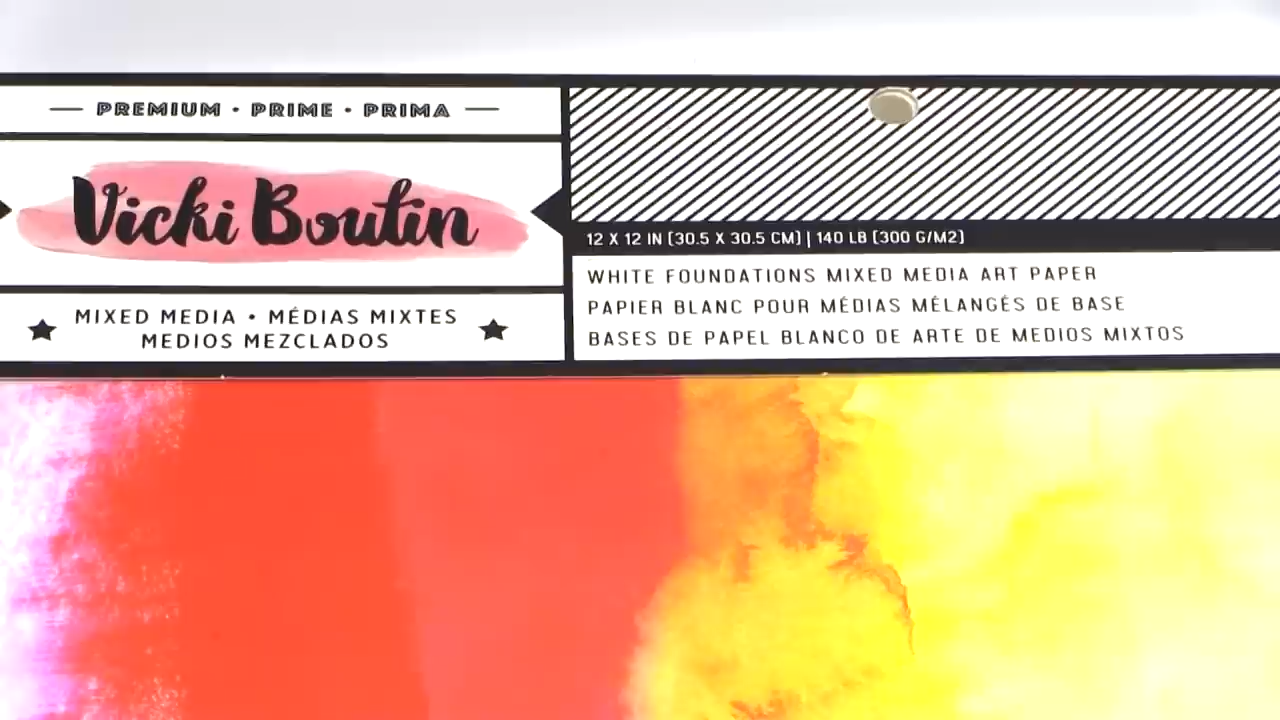 PREMIUM • PRIME • PRIMA
Vicki Boutin
MIXED MEDIA • MÉDIAS MIXTES
MEDIOS MEZCLADOS
12 X 12 IN (30.5 X 30.5 CM) | 140 LB (300 G/M2)
WHITE FOUNDATIONS MIXED MEDIA ART PAPER
PAPIER BLANC POUR MÉDIAS MÉLANGÉS DE BASE
BASES DE PAPEL BLANCO DE ARTE DE MEDIOS MIXTOS